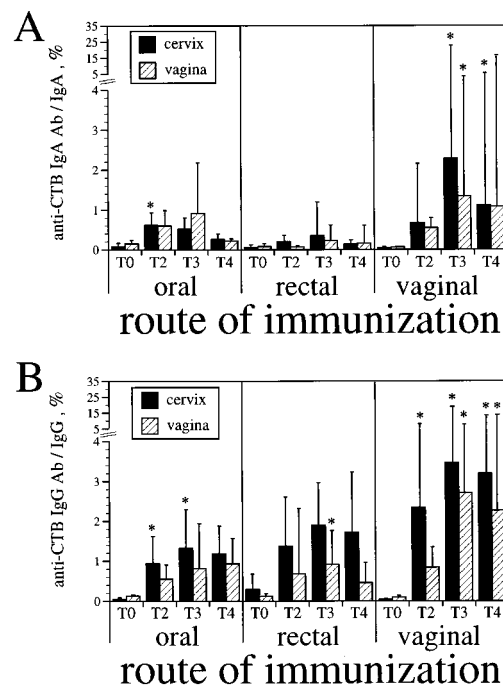 A
anti-CTB IgA Ab / IgA , %
35
25
15
5
4
3
2
1
0
cervix
vagina
*
* * *
T0 T2 T3 T4 T0 T2 T3 T4 T0 T2 T3 T4
oral rectal vaginal
route of immunization
B
anti-CTB IgG Ab / IgG , %
35
25
15
5
4
3
2
1
0
cervix
vagina
* *
*
* * * * *
T0 T2 T3 T4 T0 T2 T3 T4 T0 T2 T3 T4
oral rectal vaginal
route of immunization